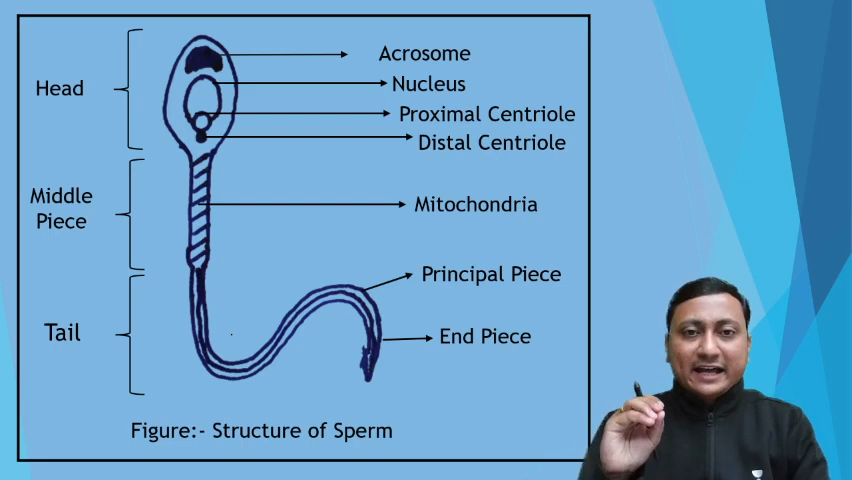 Head
Acrosome
Nucleus
Proximal Centriole
Distal Centriole
Middle
Piece
Mitochondria
Principal Piece
Tail
End Piece
Figure:- Structure of Sperm